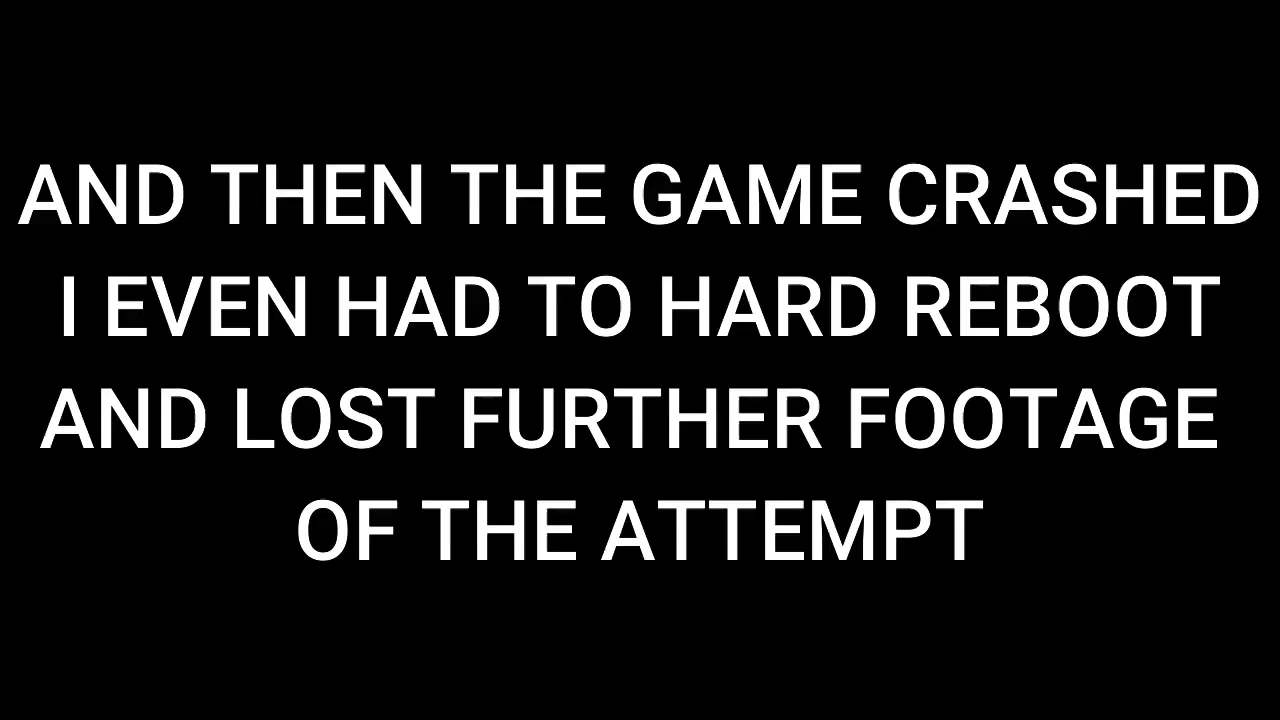 AND THEN THE GAME CRASHED
I EVEN HAD TO HARD REBOOT
AND LOST FURTHER FOOTAGE
OF THE ATTEMPT